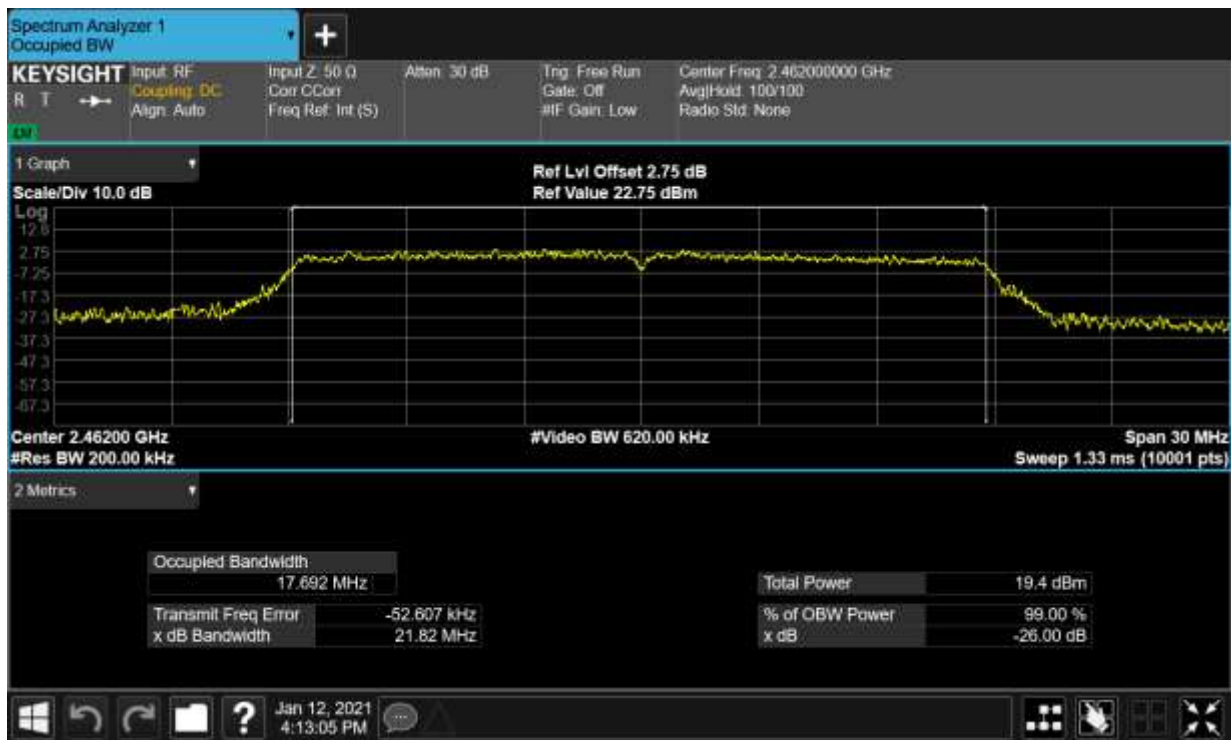 Spectrum Analyzer 1
Occupied BW
+
KEYSIGHT
R T
Input: RF
Coupling: DC
Align: Auto
Input Z: 50 Ω
Corr CCorr
Freq Ref: Int (S)
Atten: 30 dB
Trig: Free Run
Gate: Off
#IF Gain: Low
Center Freq: 2.462000000 GHz
Avg|Hold: 100/100
Radio Std: None
1 Graph
Scale/Div 10.0 dB
Ref Lvl Offset 2.75 dB
Ref Value 22.75 dBm
Log
12.8
2.75
-7.25
-17.3
-27.3
-37.3
-47.3
-57.3
-67.3
Center 2.46200 GHz
#Res BW 200.00 kHz
#Video BW 620.00 kHz
Span 30 MHz
Sweep 1.33 ms (10001 pts)
2 Metrics
Occupied Bandwidth
17.692 MHz
Transmit Freq Error -52.607 kHz
x dB Bandwidth 21.82 MHz
Total Power 19.4 dBm
% of OBW Power 99.00 %
x dB -26.00 dB
?
Jan 12, 2021
4:13:05 PM